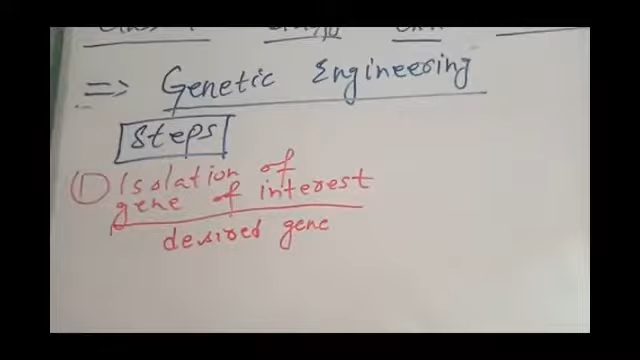 => Genetic Engineering
Steps
① Isolation of
gene of interest
desired gene